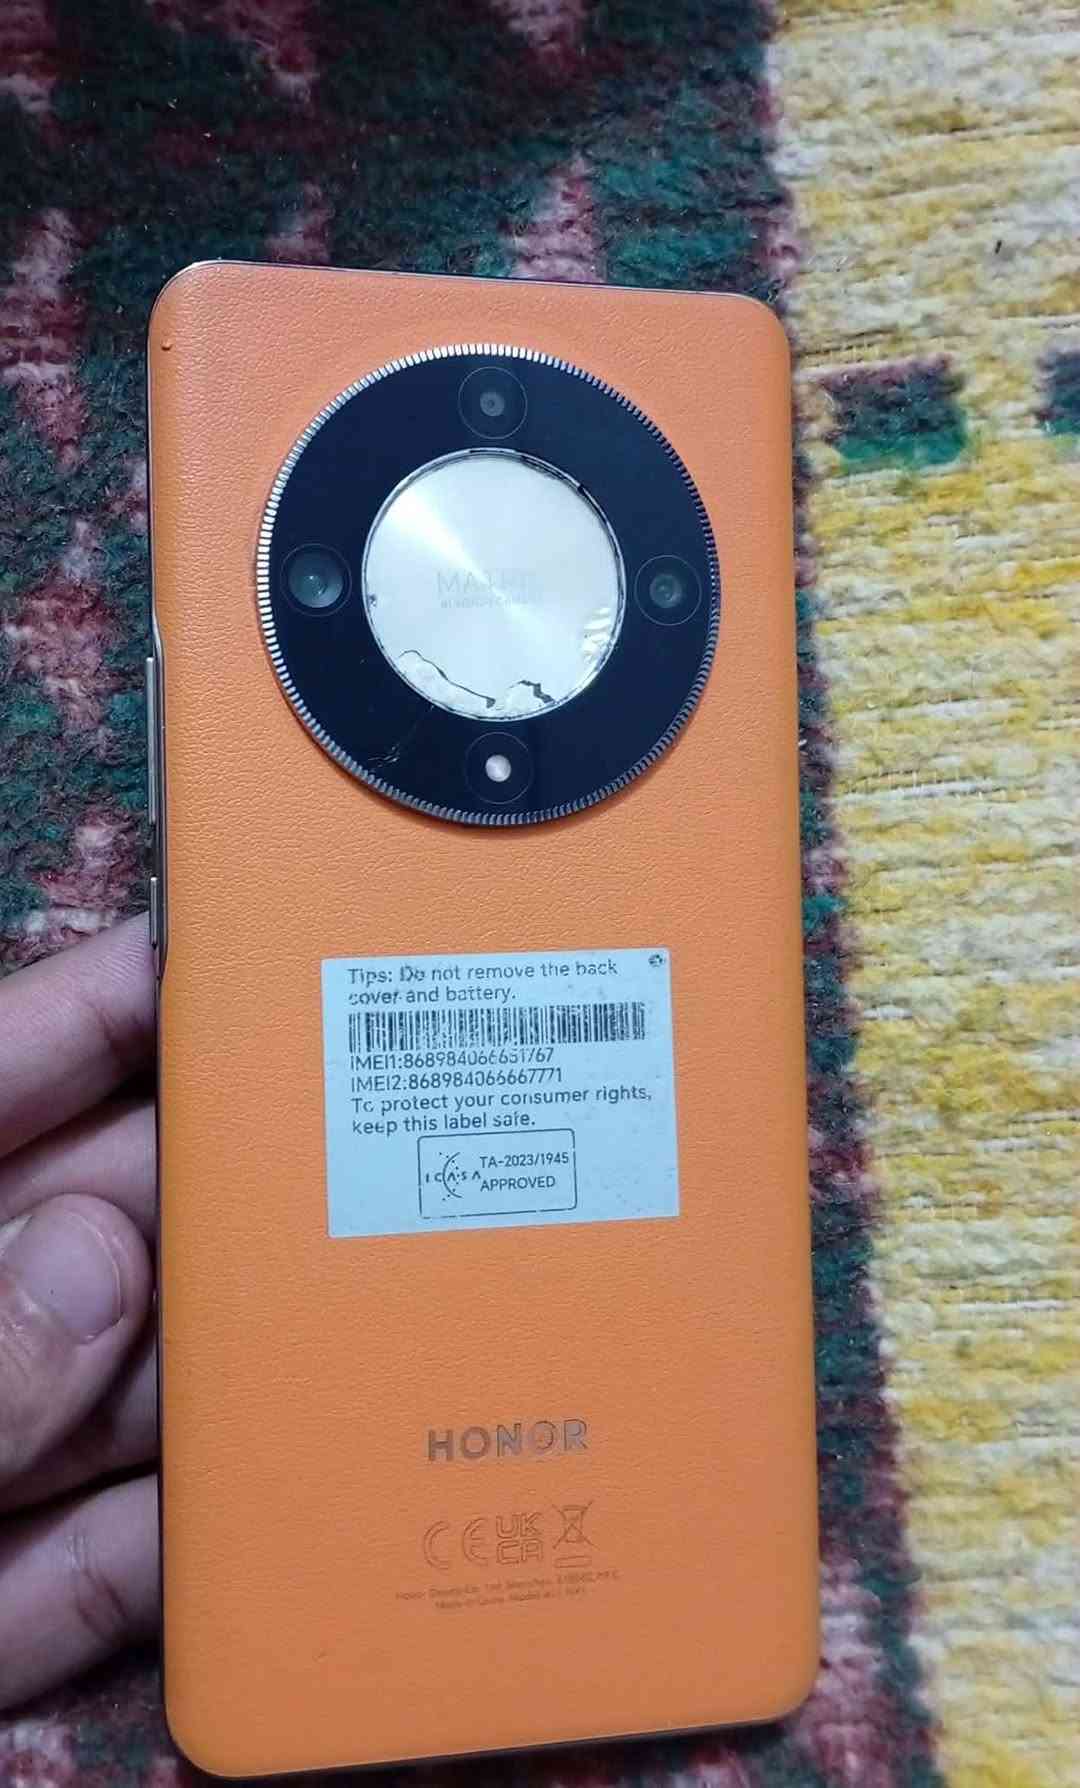 MATRIX
Tips: Do not remove the back
cover and battery.
IMEI1:868984066651767
IMEI2:868984066667771
To protect your consumer rights,
keep this label safe.
ICASA
TA-2023/1945
APPROVED
HONOR
CE
UK
CA